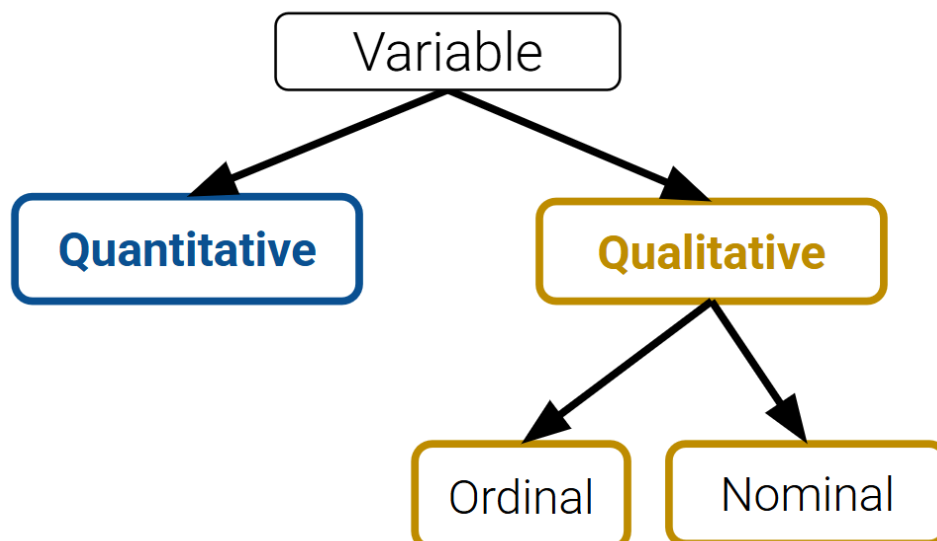 Variable
Quantitative
Qualitative
Ordinal
Nominal